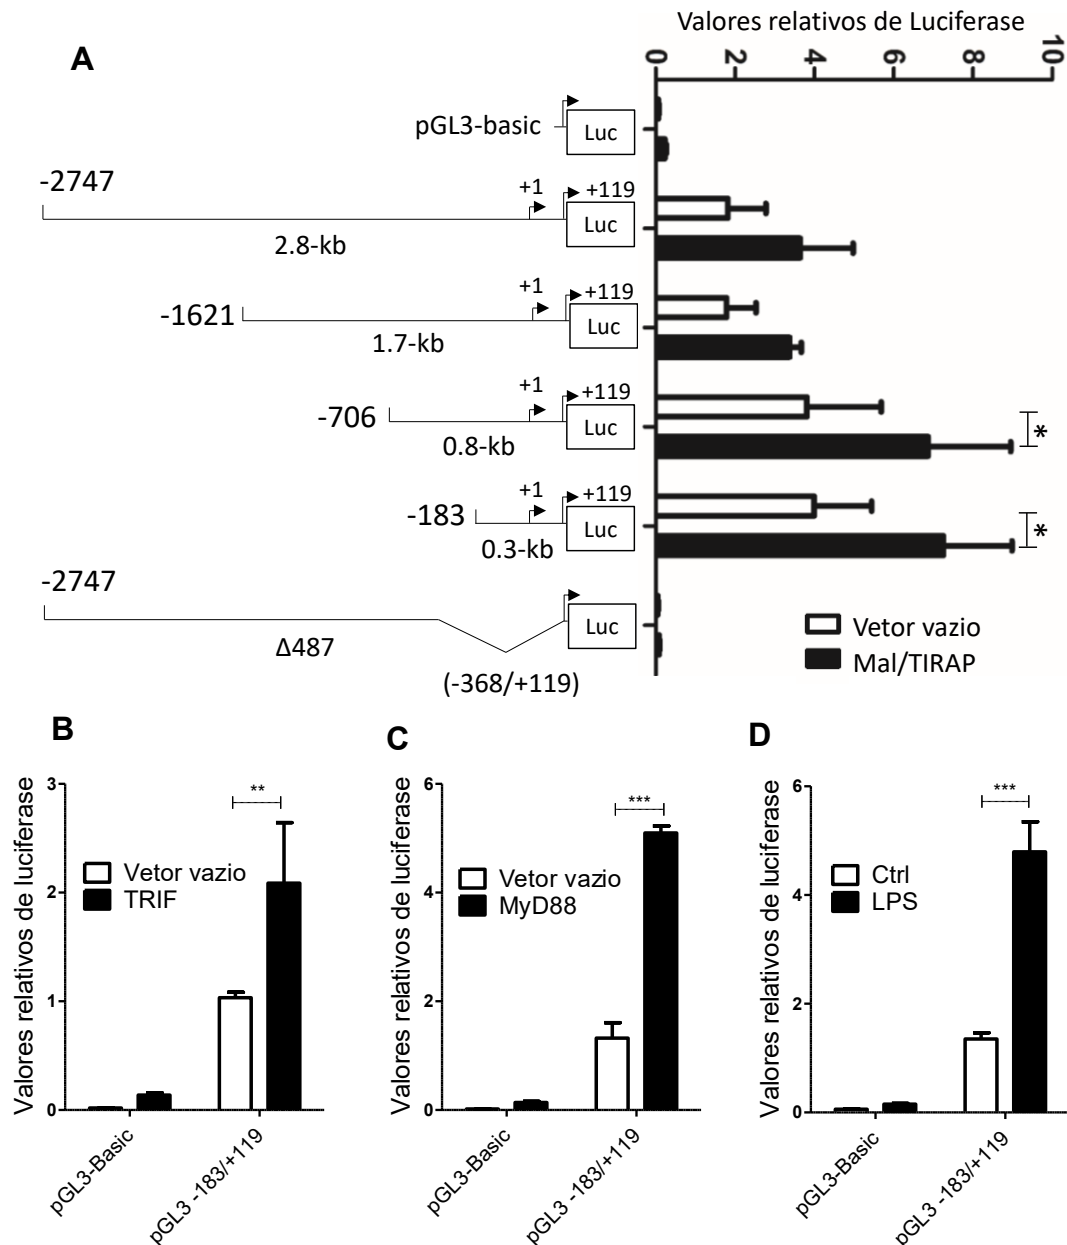 A
Valores relativos de Luciferase
0 2 4 6 8 10
pGL3-basic
Luc
-2747
+1
+119
Luc
2.8-kb
-1621
+1
+119
Luc
1.7-kb
-706
+1
+119
Luc
0.8-kb
*
-183
+1
+119
Luc
0.3-kb
*
-2747
Luc
Δ487
(-368/+119)
Vetor vazio
Mal/TIRAP
B
Valores relativos de luciferase
3
2
1
0
**
Vetor vazio
TRIF
pGL3-Basic
pGL3 -183/+119
C
Valores relativos de luciferase
6
4
2
0
***
Vetor vazio
MyD88
pGL3-Basic
pGL3 -183/+119
D
Valores relativos de luciferase
6
4
2
0
***
Ctrl
LPS
pGL3-Basic
pGL3 -183/+119